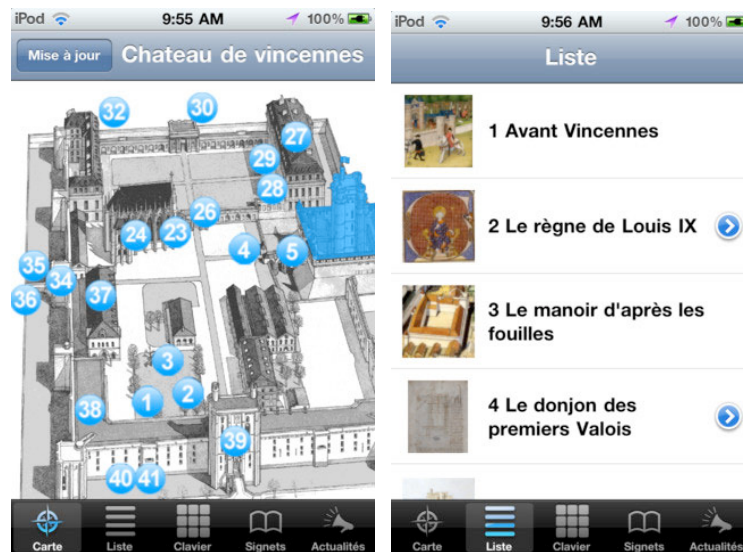 iPod 9:55 AM 100%
Mise à jour Chateau de vincennes
32 30
27
29
28
26
24 23 4 5
35
34
36 37
3
1 2
38
39
40 41
Carte Liste Clavier Signets Actualités
iPod 9:56 AM 100%
Liste
1 Avant Vincennes
2 Le règne de Louis IX
3 Le manoir d'après les
fouilles
4 Le donjon des
premiers Valois
Carte Liste Clavier Signets Actualités